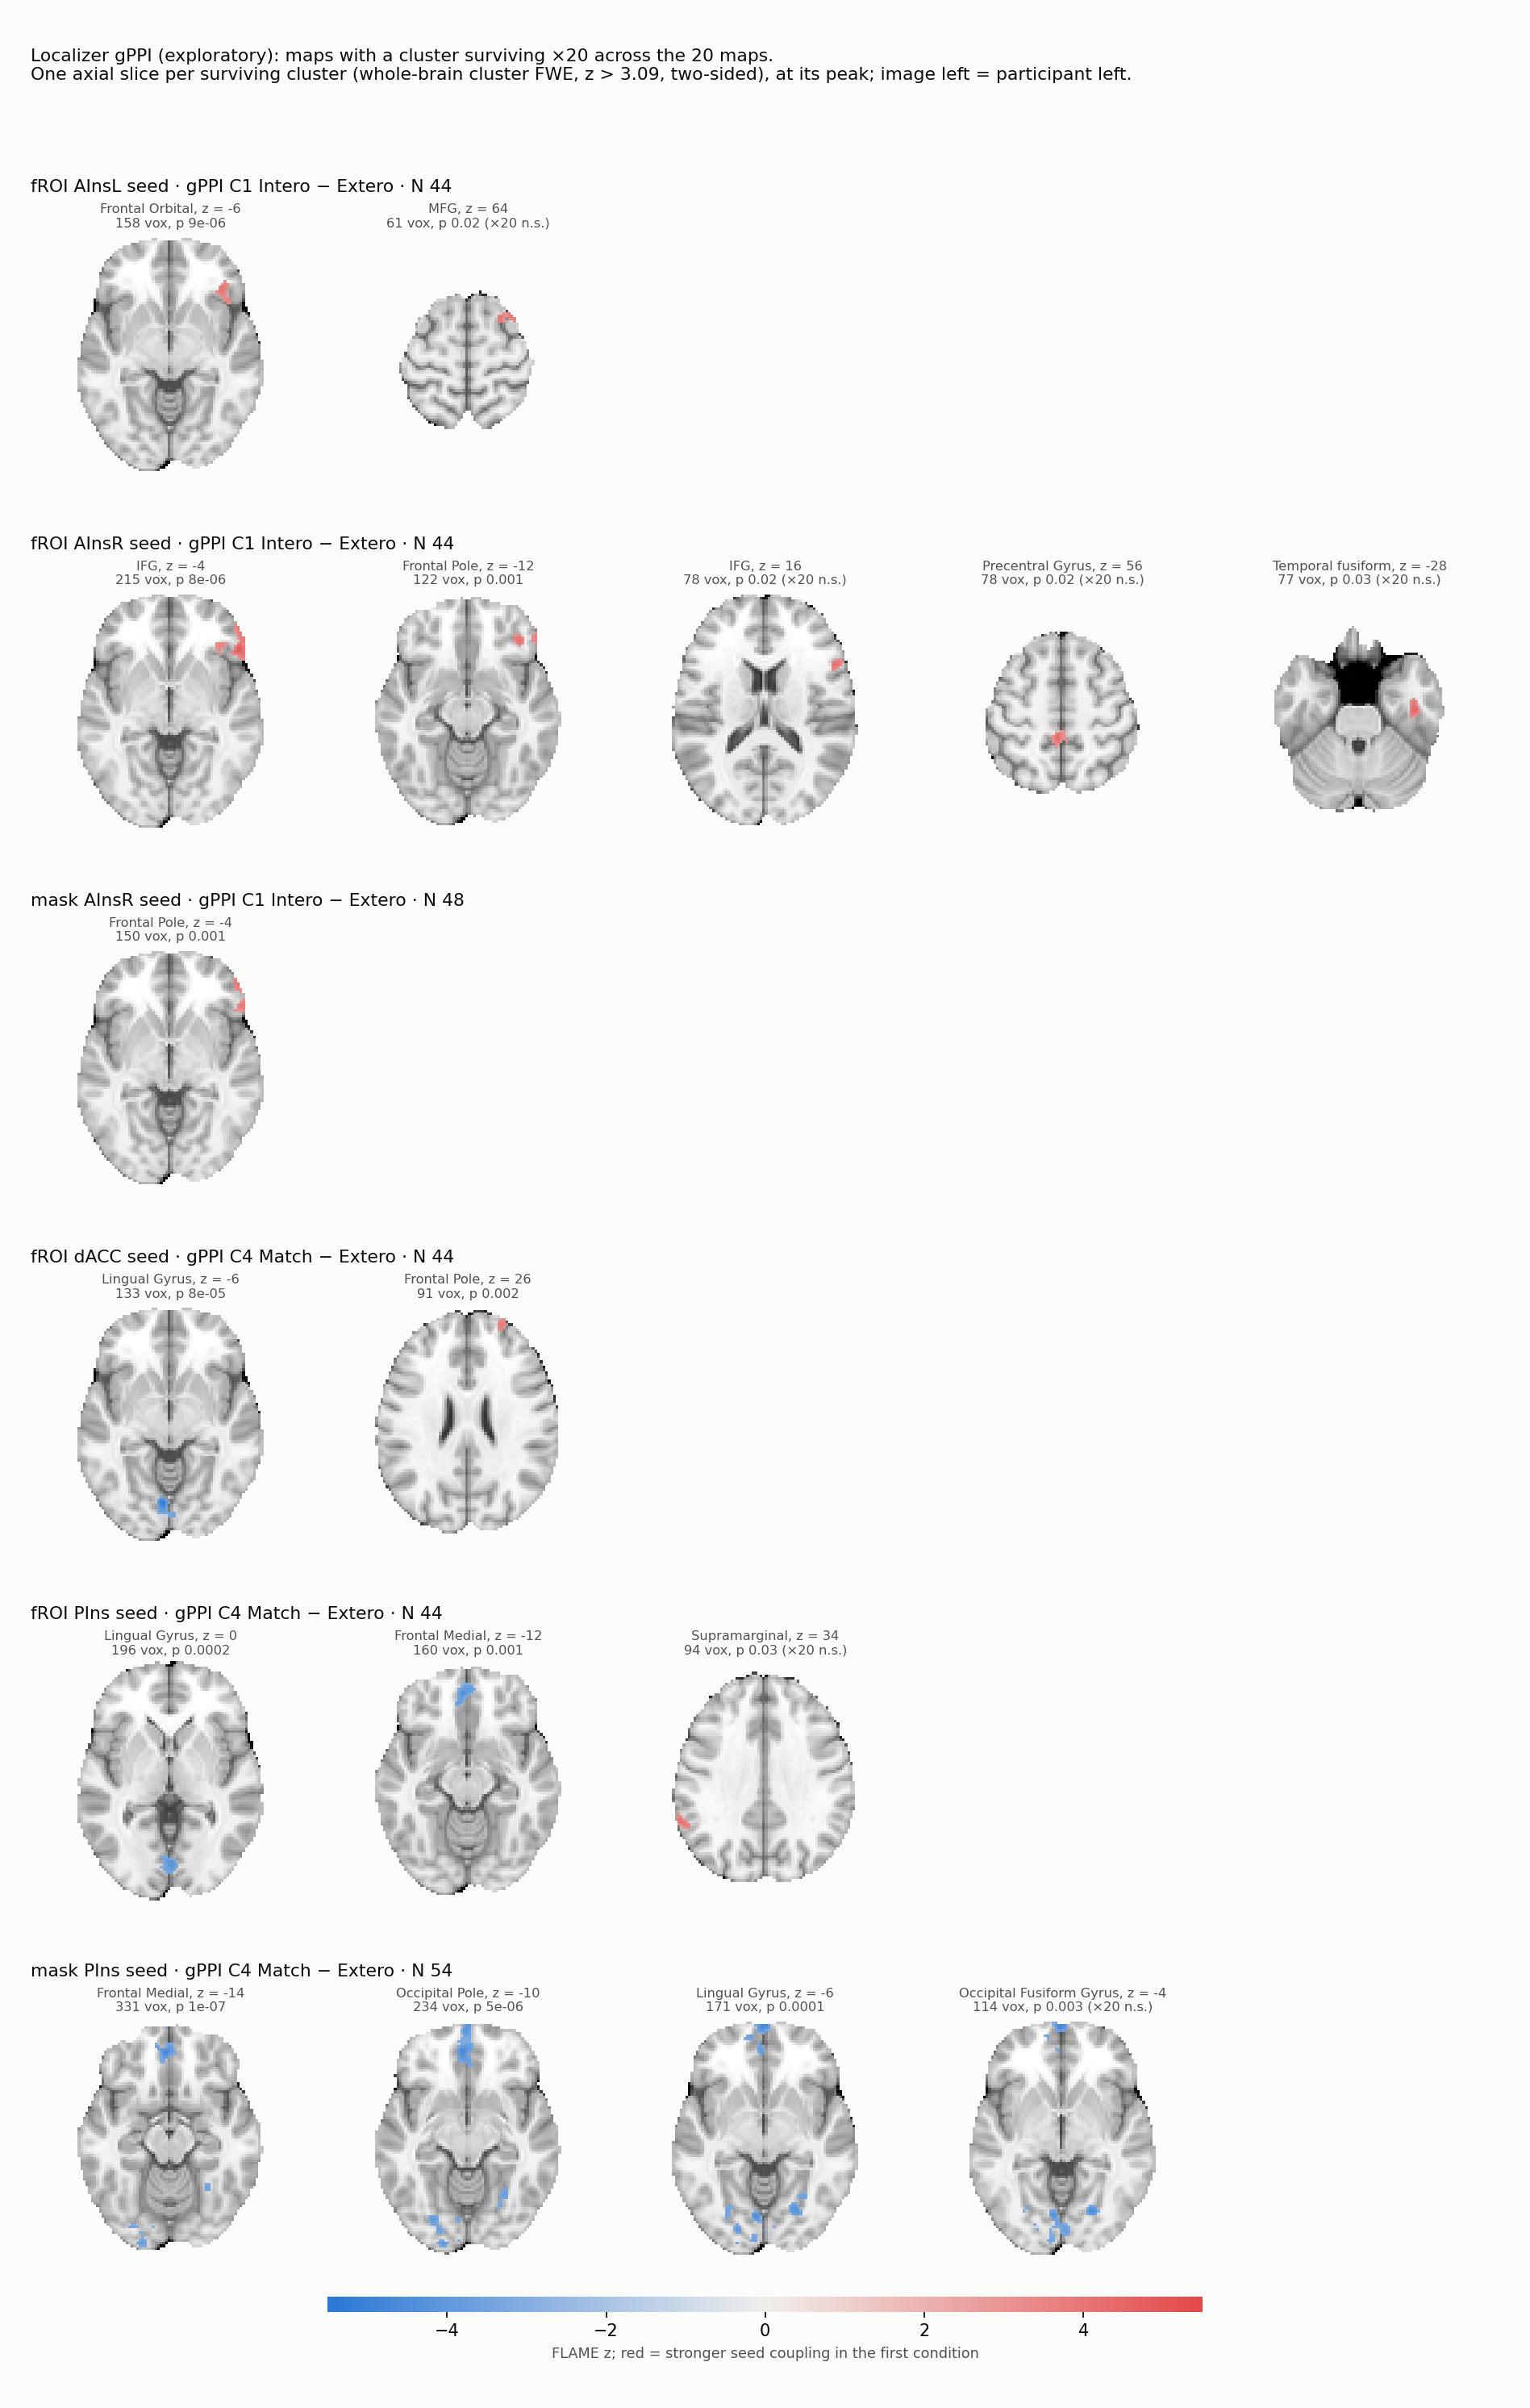 Localizer gPPI (exploratory): maps with a cluster surviving ×20 across the 20 maps.
One axial slice per surviving cluster (whole-brain cluster FWE, z > 3.09, two-sided), at its peak; image left = participant left.
fROI AInsL seed · gPPI C1 Intero − Extero · N 44
Frontal Orbital, z = -6
158 vox, p 9e-06
MFG, z = 64
61 vox, p 0.02 (×20 n.s.)
fROI AInsR seed · gPPI C1 Intero − Extero · N 44
IFG, z = -4
215 vox, p 8e-06
Frontal Pole, z = -12
122 vox, p 0.001
IFG, z = 16
78 vox, p 0.02 (×20 n.s.)
Precentral Gyrus, z = 56
78 vox, p 0.02 (×20 n.s.)
Temporal fusiform, z = -28
77 vox, p 0.03 (×20 n.s.)
mask AInsR seed · gPPI C1 Intero − Extero · N 48
Frontal Pole, z = -4
150 vox, p 0.001
fROI dACC seed · gPPI C4 Match − Extero · N 44
Lingual Gyrus, z = -6
133 vox, p 8e-05
Frontal Pole, z = 26
91 vox, p 0.002
fROI PIns seed · gPPI C4 Match − Extero · N 44
Lingual Gyrus, z = 0
196 vox, p 0.0002
Frontal Medial, z = -12
160 vox, p 0.001
Supramarginal, z = 34
94 vox, p 0.03 (×20 n.s.)
mask PIns seed · gPPI C4 Match − Extero · N 54
Frontal Medial, z = -14
331 vox, p 1e-07
Occipital Pole, z = -10
234 vox, p 5e-06
Lingual Gyrus, z = -6
171 vox, p 0.0001
Occipital Fusiform Gyrus, z = -4
114 vox, p 0.003 (×20 n.s.)
−4 −2 0 2 4
FLAME z; red = stronger seed coupling in the first condition